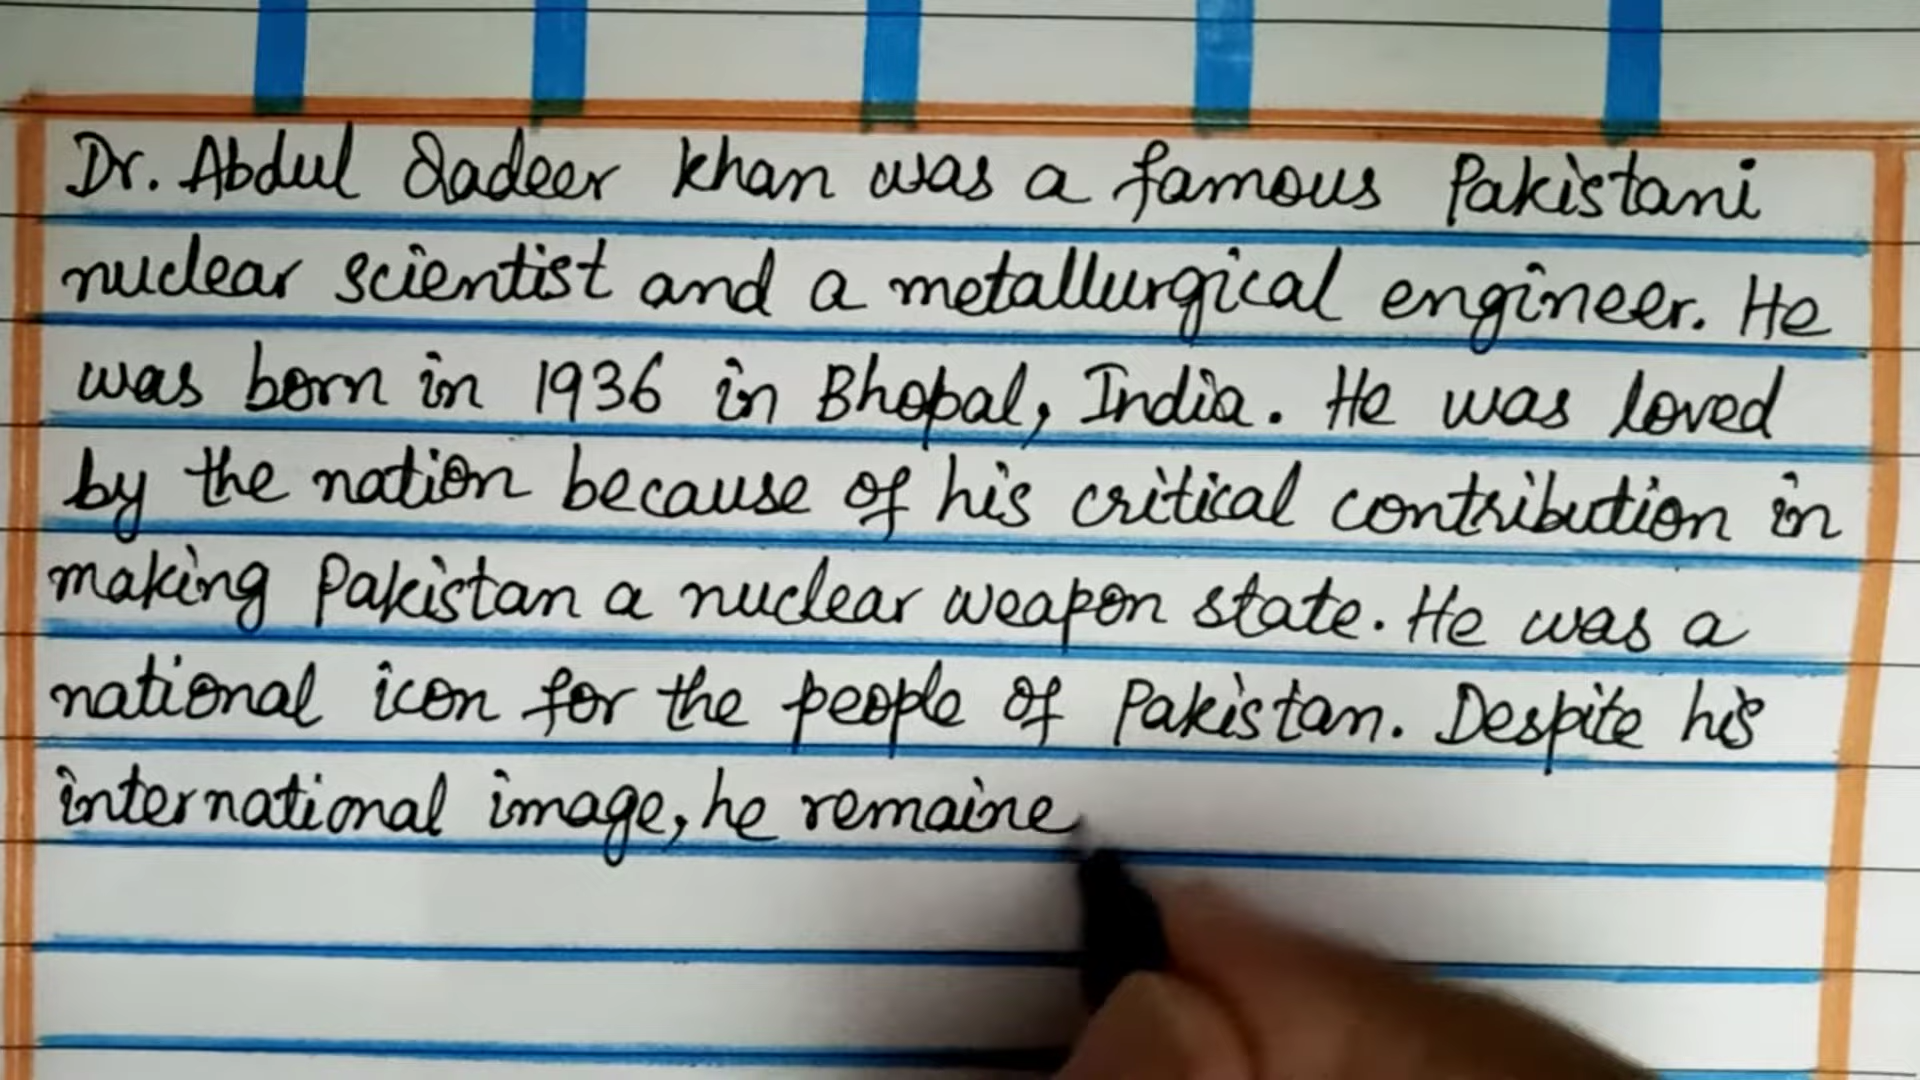 Dr. Abdul Qadeer Khan was a famous Pakistani
nuclear scientist and a metallurgical engineer. He
was born in 1936 in Bhopal, India. He was loved
by the nation because of his critical contribution in
making Pakistan a nuclear weapon state. He was a
national icon for the people of Pakistan. Despite his
international image, he remaine